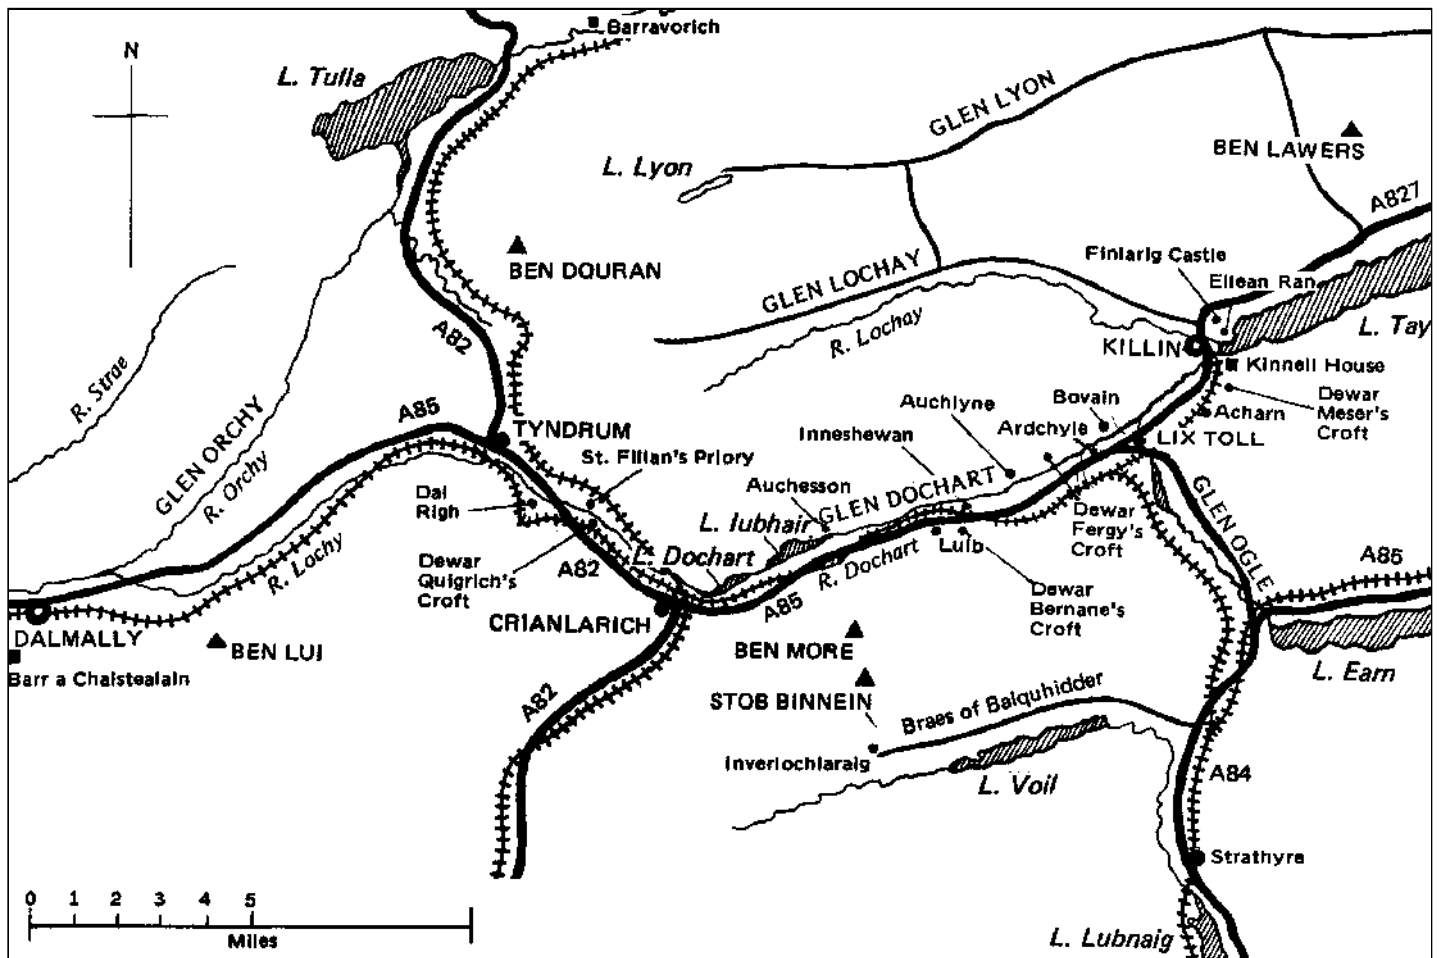 Barravorich
N
L. Tulla
GLEN LYON
BEN LAWERS
L. Lyon
A827
BEN DOURAN
Finlarig Castle
Eilean Ran
GLEN LOCHAY
R. Lochay
L. Tay
A82
KILLIN
Kinnell House
R. Strae
Dewar
Meser's
Croft
Acharn
Bovain
Auchlyne
Ardchyle
LIX TOLL
A85
GLEN ORCHY
R. Orchy
TYNDRUM
St. Fillan's Priory
Inneshewan
Auchesson
GLEN DOCHART
Dal
Righ
L. Iubhair
Dewar
Fergy's
Croft
GLEN OGLE
R. Lochy
L. Dochart
Dewar
Quigrich's
Croft
A82
R. Dochart
Luib
A85
A85
Dewar
Bernane's
Croft
CRIANLARICH
DALMALLY
BEN LUI
Barr a Chaistealain
BEN MORE
STOB BINNEIN
Braes of Balquhidder
L. Earn
A82
Inverlochlaraig
L. Voil
A84
Strathyre
0 1 2 3 4 5
Miles
L. Lubnaig